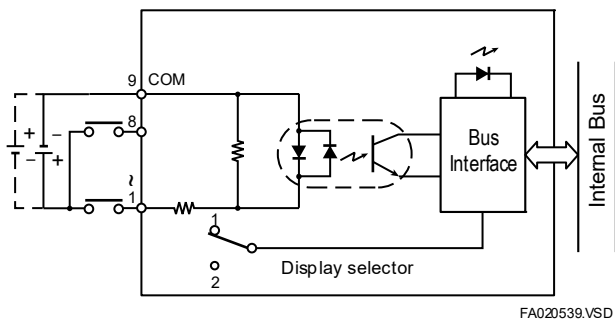 9 COM
8
~
1
+ −
− +
1
2
Display selector
Bus
Interface
Internal Bus
FA020539.VSD